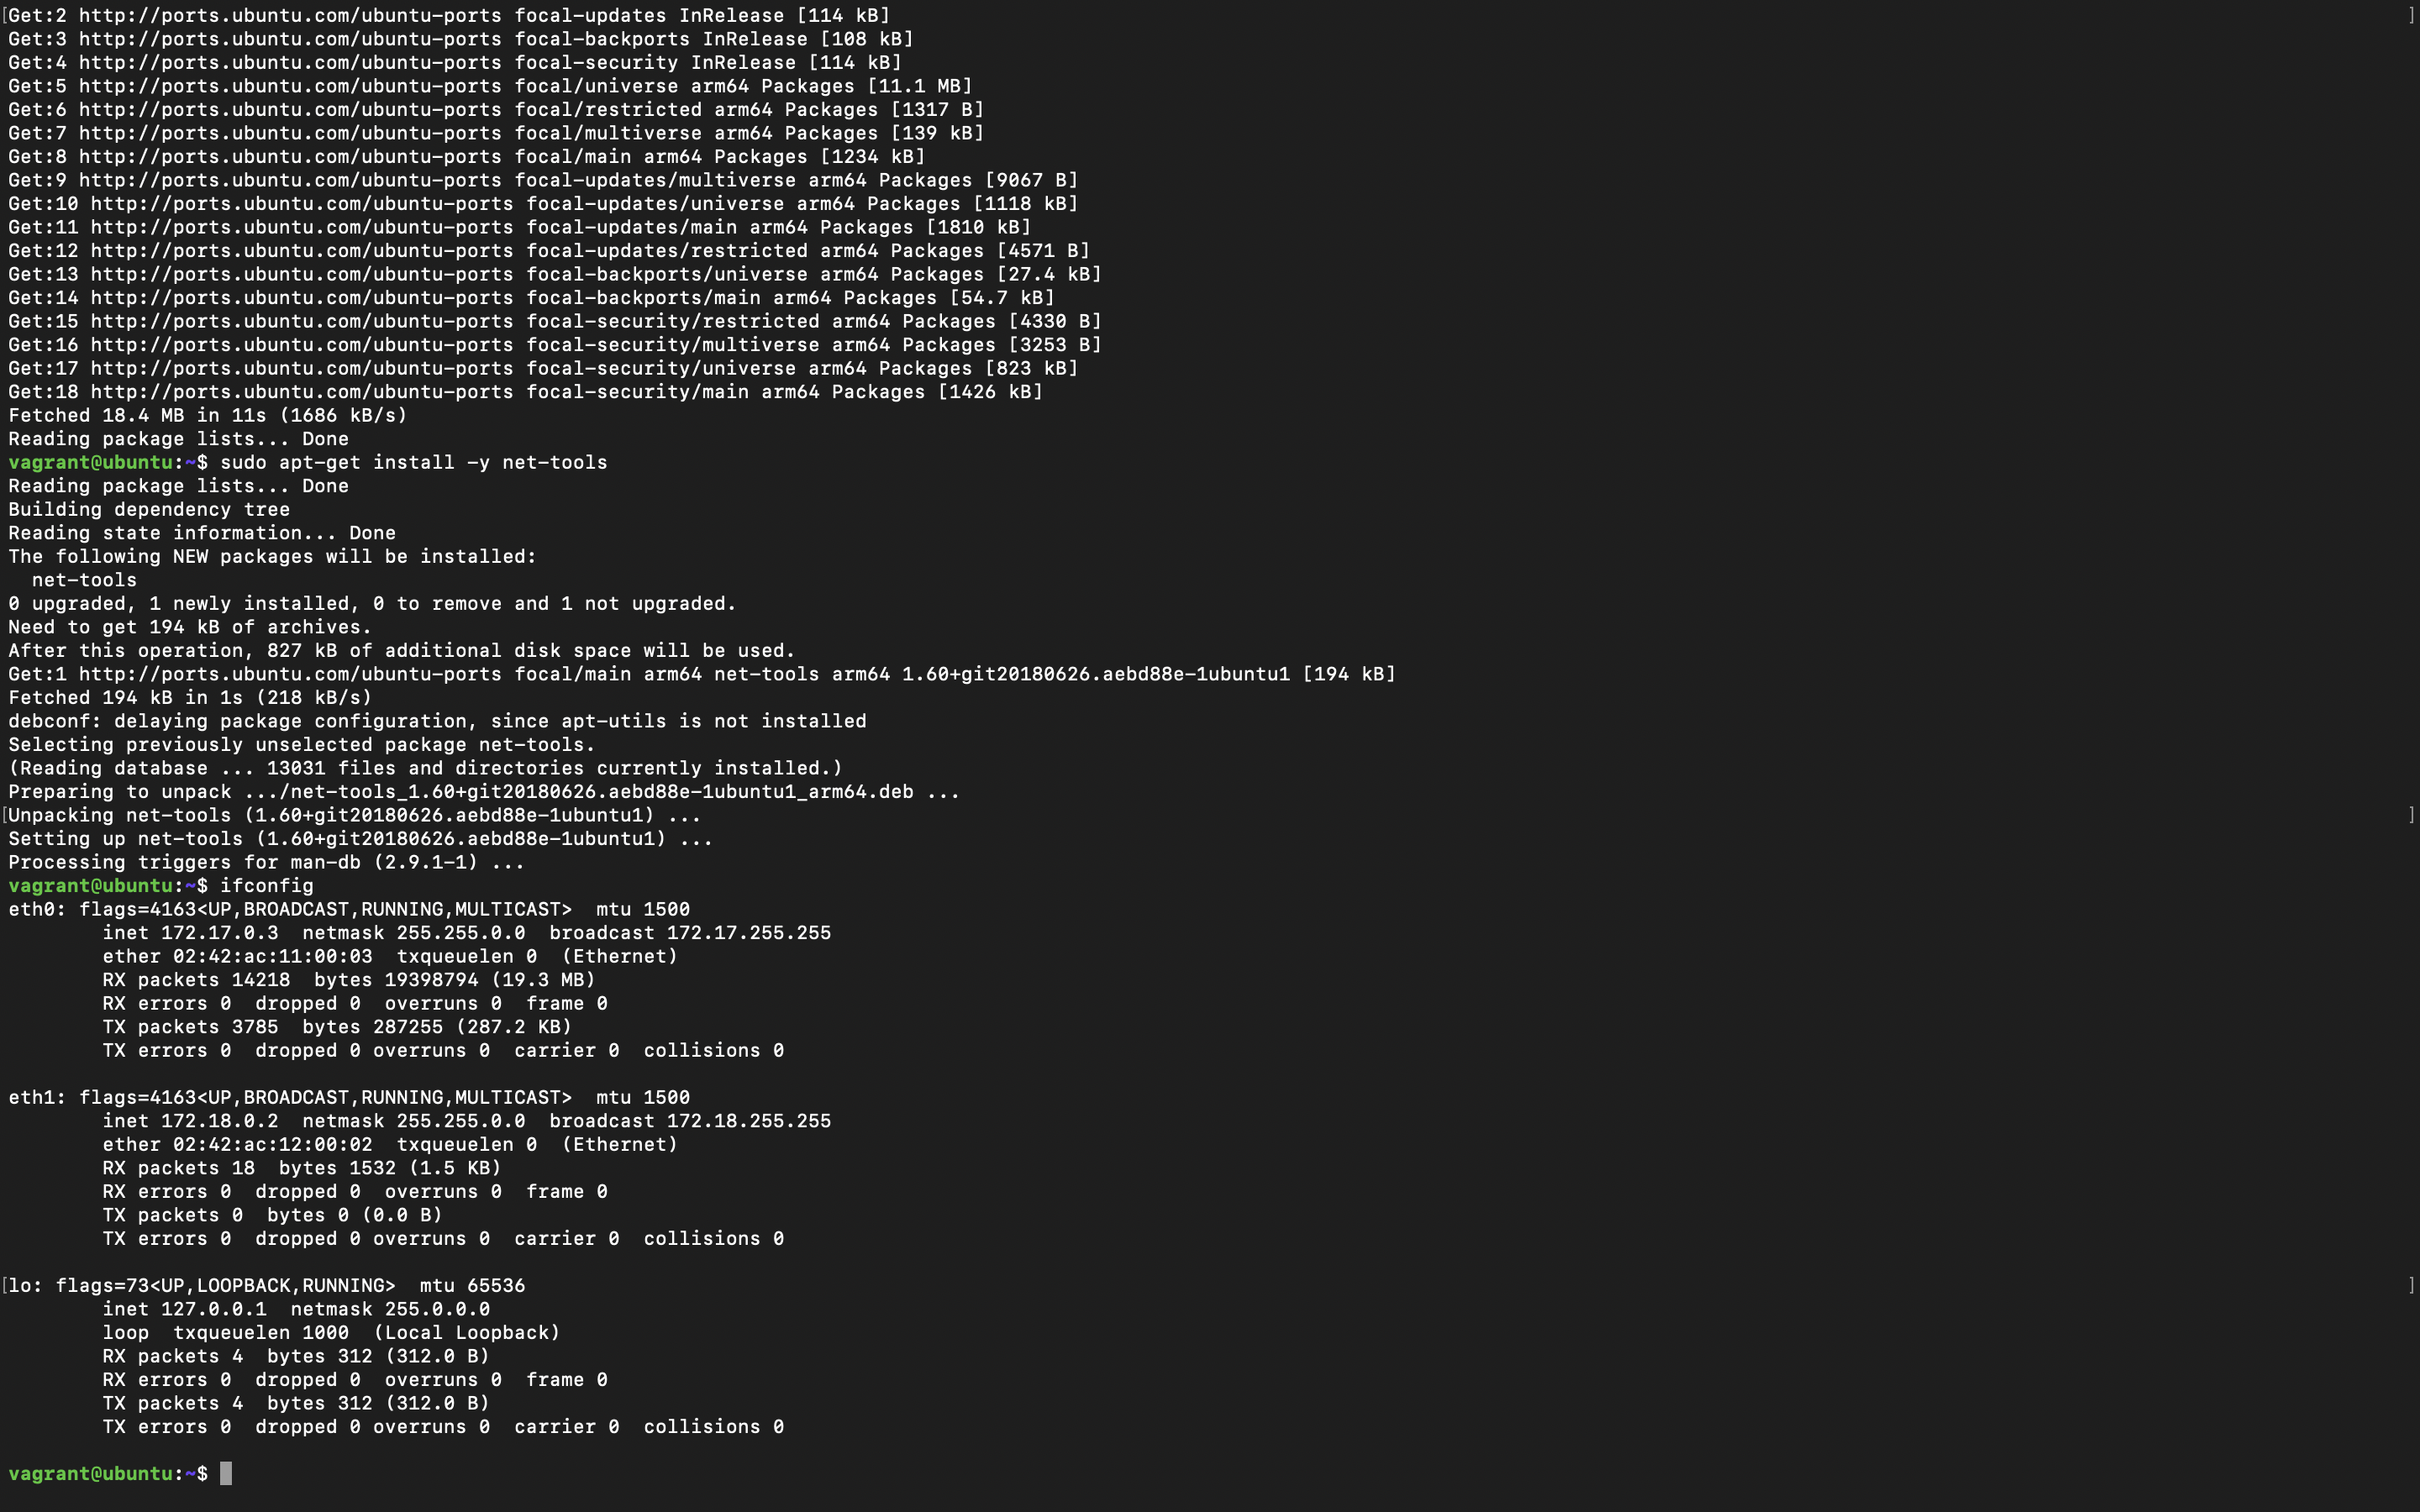 Get:2 http://ports.ubuntu.com/ubuntu-ports focal-updates InRelease [114 kB]
Get:3 http://ports.ubuntu.com/ubuntu-ports focal-backports InRelease [108 kB]
Get:4 http://ports.ubuntu.com/ubuntu-ports focal-security InRelease [114 kB]
Get:5 http://ports.ubuntu.com/ubuntu-ports focal/universe arm64 Packages [11.1 MB]
Get:6 http://ports.ubuntu.com/ubuntu-ports focal/restricted arm64 Packages [1317 B]
Get:7 http://ports.ubuntu.com/ubuntu-ports focal/multiverse arm64 Packages [139 kB]
Get:8 http://ports.ubuntu.com/ubuntu-ports focal/main arm64 Packages [1234 kB]
Get:9 http://ports.ubuntu.com/ubuntu-ports focal-updates/multiverse arm64 Packages [9067 B]
Get:10 http://ports.ubuntu.com/ubuntu-ports focal-updates/universe arm64 Packages [1118 kB]
Get:11 http://ports.ubuntu.com/ubuntu-ports focal-updates/main arm64 Packages [1810 kB]
Get:12 http://ports.ubuntu.com/ubuntu-ports focal-updates/restricted arm64 Packages [4571 B]
Get:13 http://ports.ubuntu.com/ubuntu-ports focal-backports/universe arm64 Packages [27.4 kB]
Get:14 http://ports.ubuntu.com/ubuntu-ports focal-backports/main arm64 Packages [54.7 kB]
Get:15 http://ports.ubuntu.com/ubuntu-ports focal-security/restricted arm64 Packages [4330 B]
Get:16 http://ports.ubuntu.com/ubuntu-ports focal-security/multiverse arm64 Packages [3253 B]
Get:17 http://ports.ubuntu.com/ubuntu-ports focal-security/universe arm64 Packages [823 kB]
Get:18 http://ports.ubuntu.com/ubuntu-ports focal-security/main arm64 Packages [1426 kB]
Fetched 18.4 MB in 11s (1686 kB/s)
Reading package lists... Done
vagrant@ubuntu:~$ sudo apt-get install -y net-tools
Reading package lists... Done
Building dependency tree
Reading state information... Done
The following NEW packages will be installed:
  net-tools
0 upgraded, 1 newly installed, 0 to remove and 1 not upgraded.
Need to get 194 kB of archives.
After this operation, 827 kB of additional disk space will be used.
Get:1 http://ports.ubuntu.com/ubuntu-ports focal/main arm64 net-tools arm64 1.60+git20180626.aebd88e-1ubuntu1 [194 kB]
Fetched 194 kB in 1s (218 kB/s)
debconf: delaying package configuration, since apt-utils is not installed
Selecting previously unselected package net-tools.
(Reading database ... 13031 files and directories currently installed.)
Preparing to unpack .../net-tools_1.60+git20180626.aebd88e-1ubuntu1_arm64.deb ...
Unpacking net-tools (1.60+git20180626.aebd88e-1ubuntu1) ...
Setting up net-tools (1.60+git20180626.aebd88e-1ubuntu1) ...
Processing triggers for man-db (2.9.1-1) ...
vagrant@ubuntu:~$ ifconfig
eth0: flags=4163<UP,BROADCAST,RUNNING,MULTICAST>  mtu 1500
        inet 172.17.0.3  netmask 255.255.0.0  broadcast 172.17.255.255
        ether 02:42:ac:11:00:03  txqueuelen 0  (Ethernet)
        RX packets 14218  bytes 19398794 (19.3 MB)
        RX errors 0  dropped 0  overruns 0  frame 0
        TX packets 3785  bytes 287255 (287.2 KB)
        TX errors 0  dropped 0 overruns 0  carrier 0  collisions 0

eth1: flags=4163<UP,BROADCAST,RUNNING,MULTICAST>  mtu 1500
        inet 172.18.0.2  netmask 255.255.0.0  broadcast 172.18.255.255
        ether 02:42:ac:12:00:02  txqueuelen 0  (Ethernet)
        RX packets 18  bytes 1532 (1.5 KB)
        RX errors 0  dropped 0  overruns 0  frame 0
        TX packets 0  bytes 0 (0.0 B)
        TX errors 0  dropped 0 overruns 0  carrier 0  collisions 0

lo: flags=73<UP,LOOPBACK,RUNNING>  mtu 65536
        inet 127.0.0.1  netmask 255.0.0.0
        loop  txqueuelen 1000  (Local Loopback)
        RX packets 4  bytes 312 (312.0 B)
        RX errors 0  dropped 0  overruns 0  frame 0
        TX packets 4  bytes 312 (312.0 B)
        TX errors 0  dropped 0 overruns 0  carrier 0  collisions 0

vagrant@ubuntu:~$